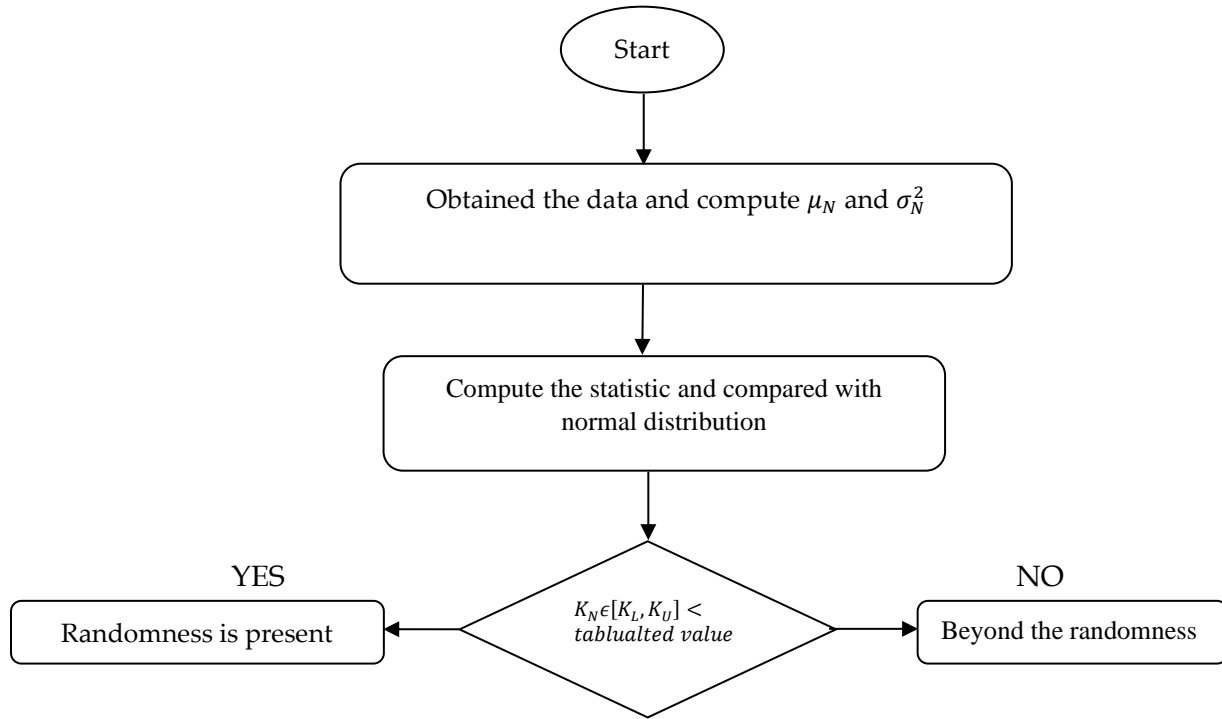 Start
Obtained the data and compute μ_N and σ_N^2
Compute the statistic and compared with
normal distribution
YES
NO
K_Nϵ[K_L, K_U] <
tablualted value
Randomness is present
Beyond the randomness